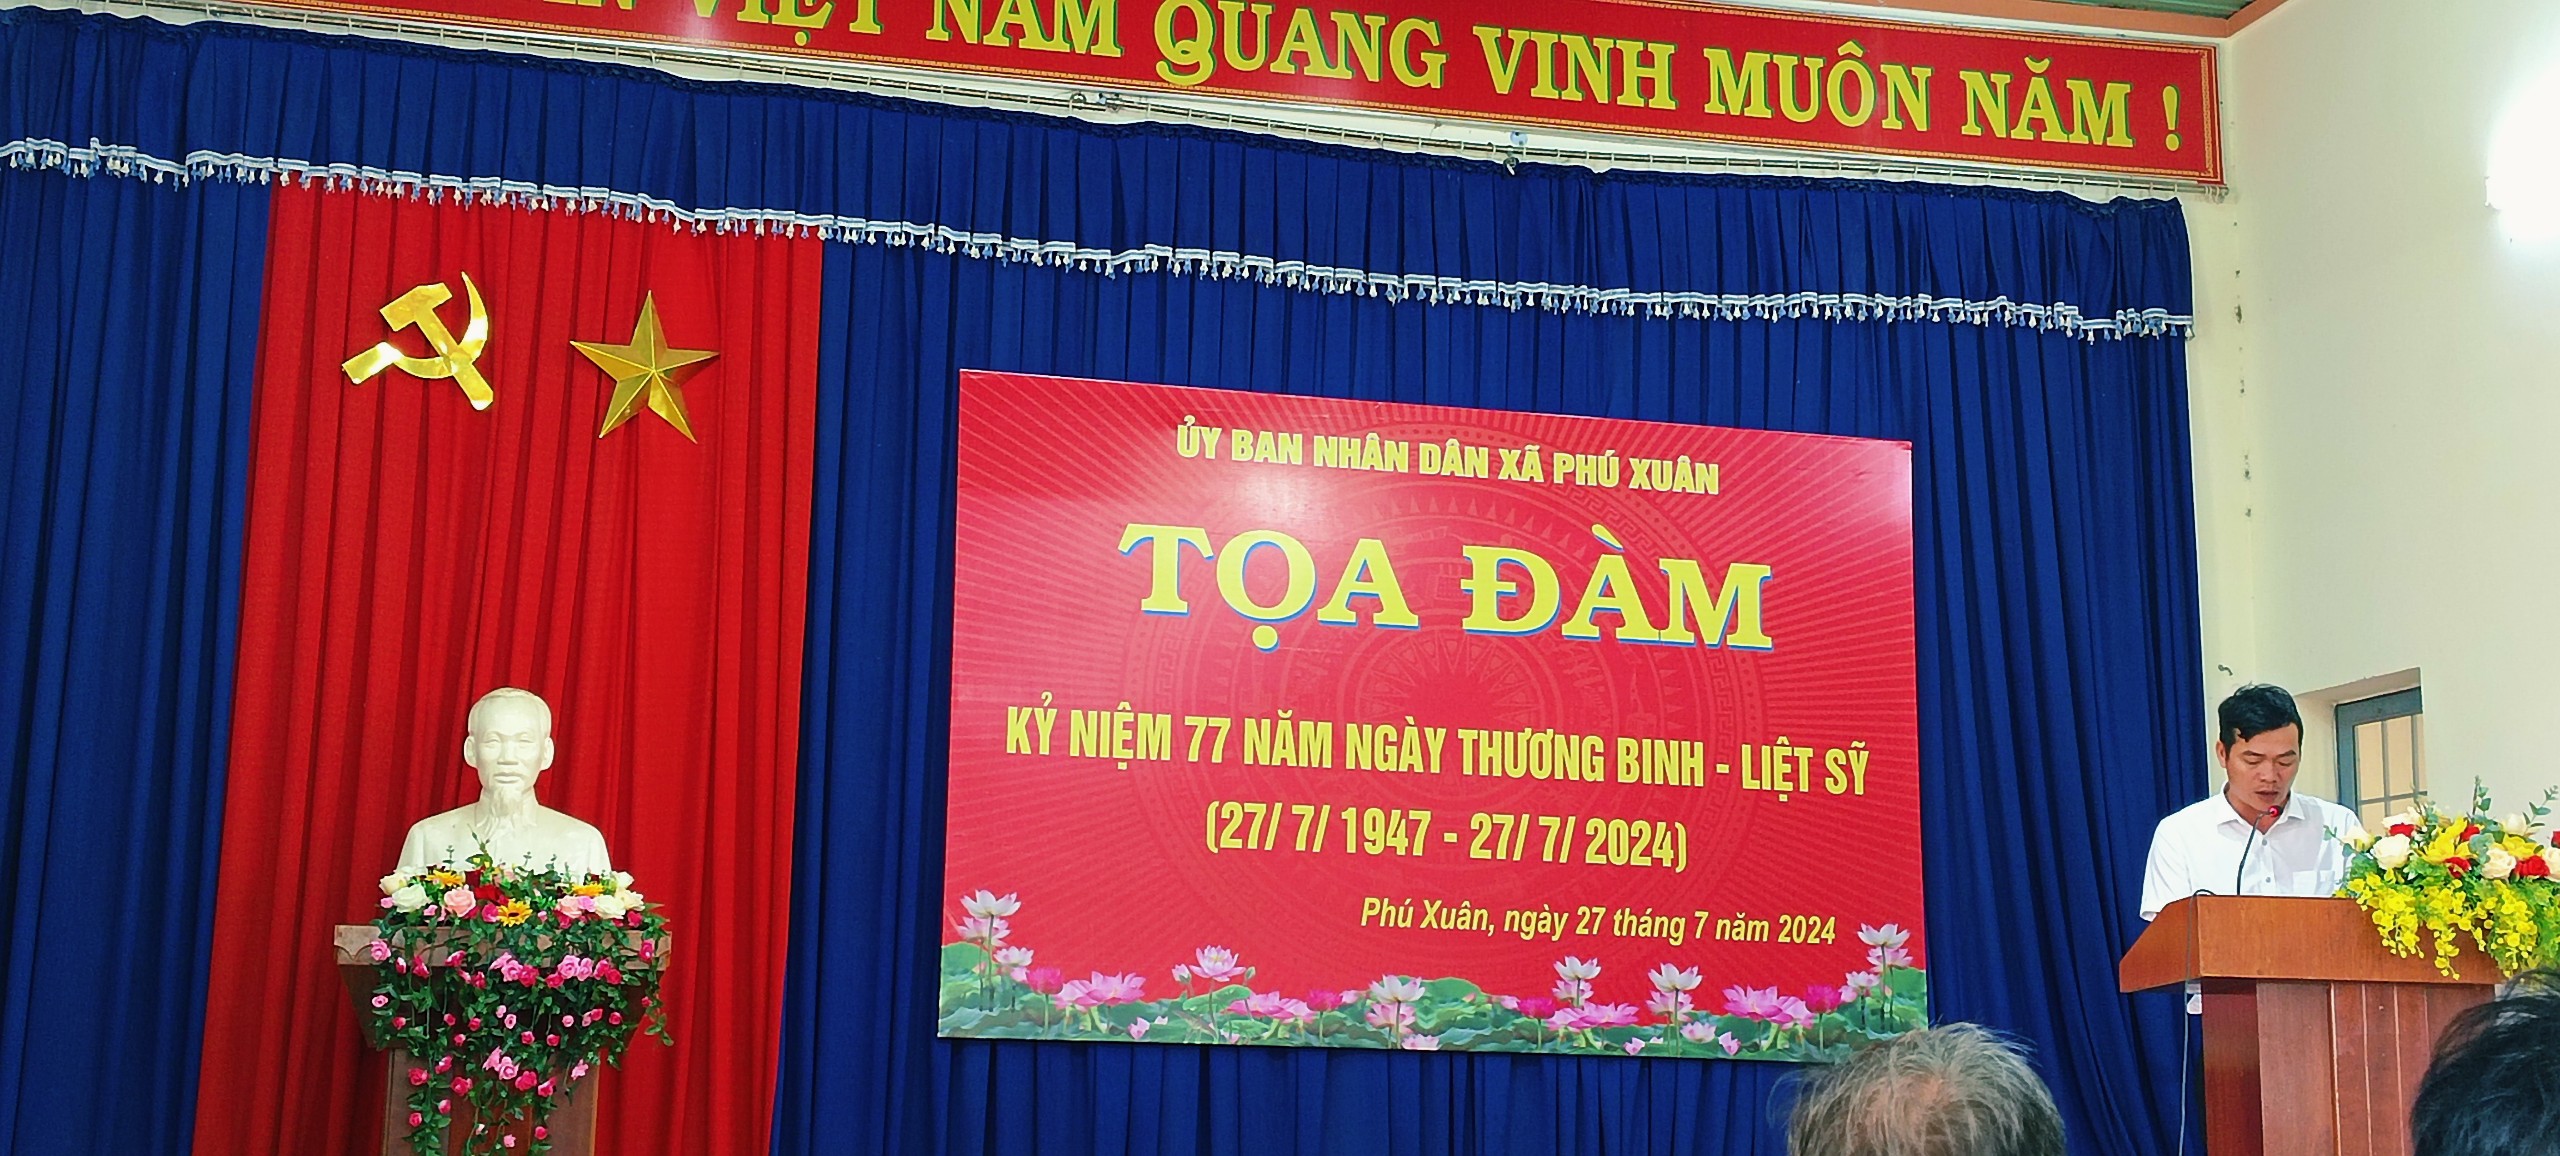 VIỆT NAM QUANG VINH MUÔN NĂM !
ỦY BAN NHÂN DÂN XÃ PHÚ XUÂN
TỌA ĐÀM
KỶ NIỆM 77 NĂM NGÀY THƯƠNG BINH - LIỆT SỸ
(27/ 7/ 1947 - 27/ 7/ 2024)
Phú Xuân, ngày 27 tháng 7 năm 2024